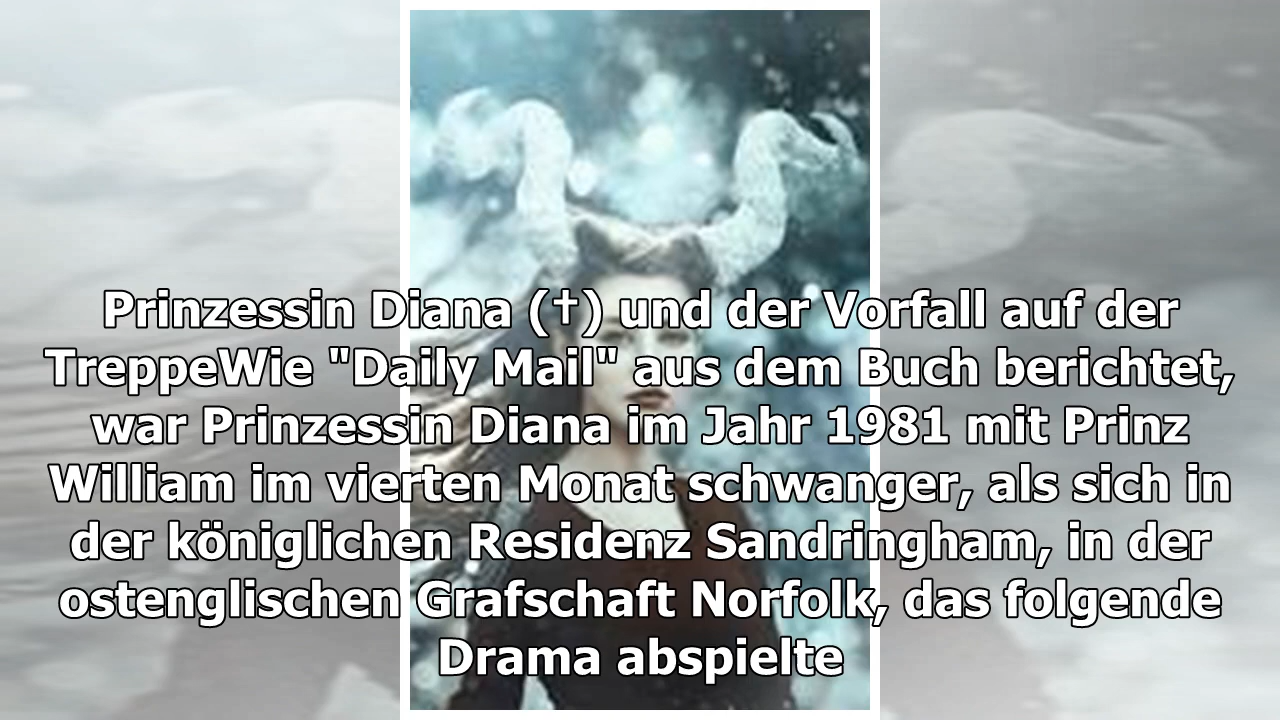 Prinzessin Diana (†) und der Vorfall auf der
TreppeWie "Daily Mail" aus dem Buch berichtet,
war Prinzessin Diana im Jahr 1981 mit Prinz
William im vierten Monat schwanger, als sich in
der königlichen Residenz Sandringham, in der
ostenglischen Grafschaft Norfolk, das folgende
Drama abspielte